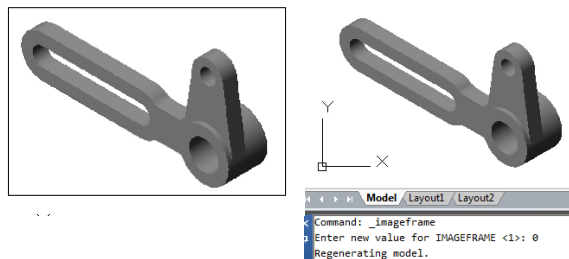 Y
X
Model Layout1 Layout2
Command: _imageframe
Enter new value for IMAGEFRAME <1>: 0
Regenerating model.